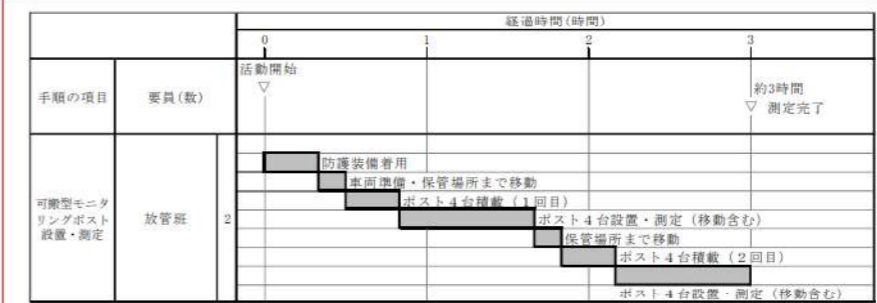 経過時間(時間)
0 1 2 3
手順の項目 要員(数)
活動開始
▽
約3時間
▽ 測定完了
可搬型モニタ
リングポスト
設置・測定
放管班 2
防護装備着用
車両準備・保管場所まで移動
ポスト4台積載(1回目)
ポスト4台設置・測定(移動含む)
保管場所まで移動
ポスト4台積載(2回目)
ポスト4台設置・測定(移動含む)